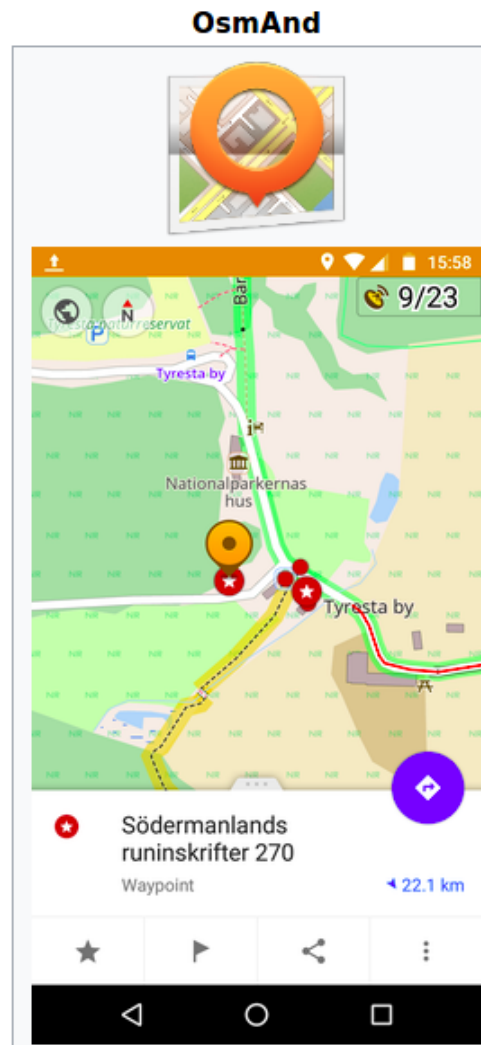 OsmAnd
15:58
N
9/23
Bar
Tyresta naturreservat
P
Tyresta by
i
Nationalparkernas
hus
Tyresta by
Södermanlands
runinskrifter 270
Waypoint
22.1 km